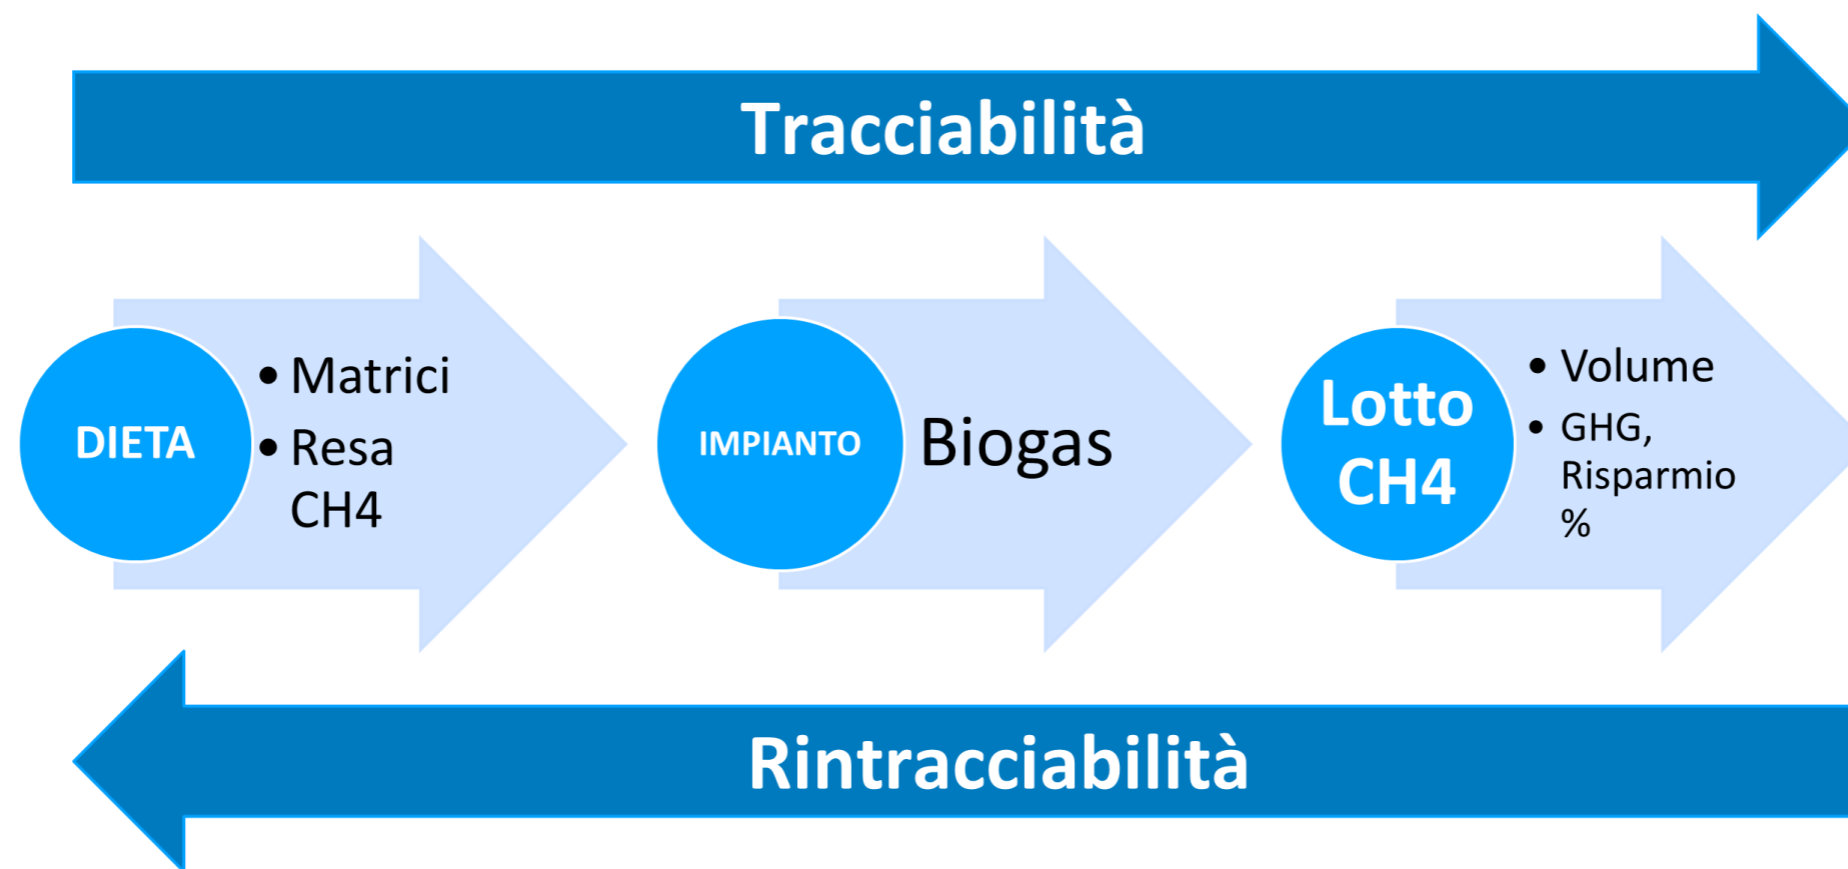 Tracciabilità
DIETA
• Matrici
• Resa
CH4
IMPIANTO
Biogas
Lotto
CH4
• Volume
• GHG,
Risparmio
%
Rintracciabilità